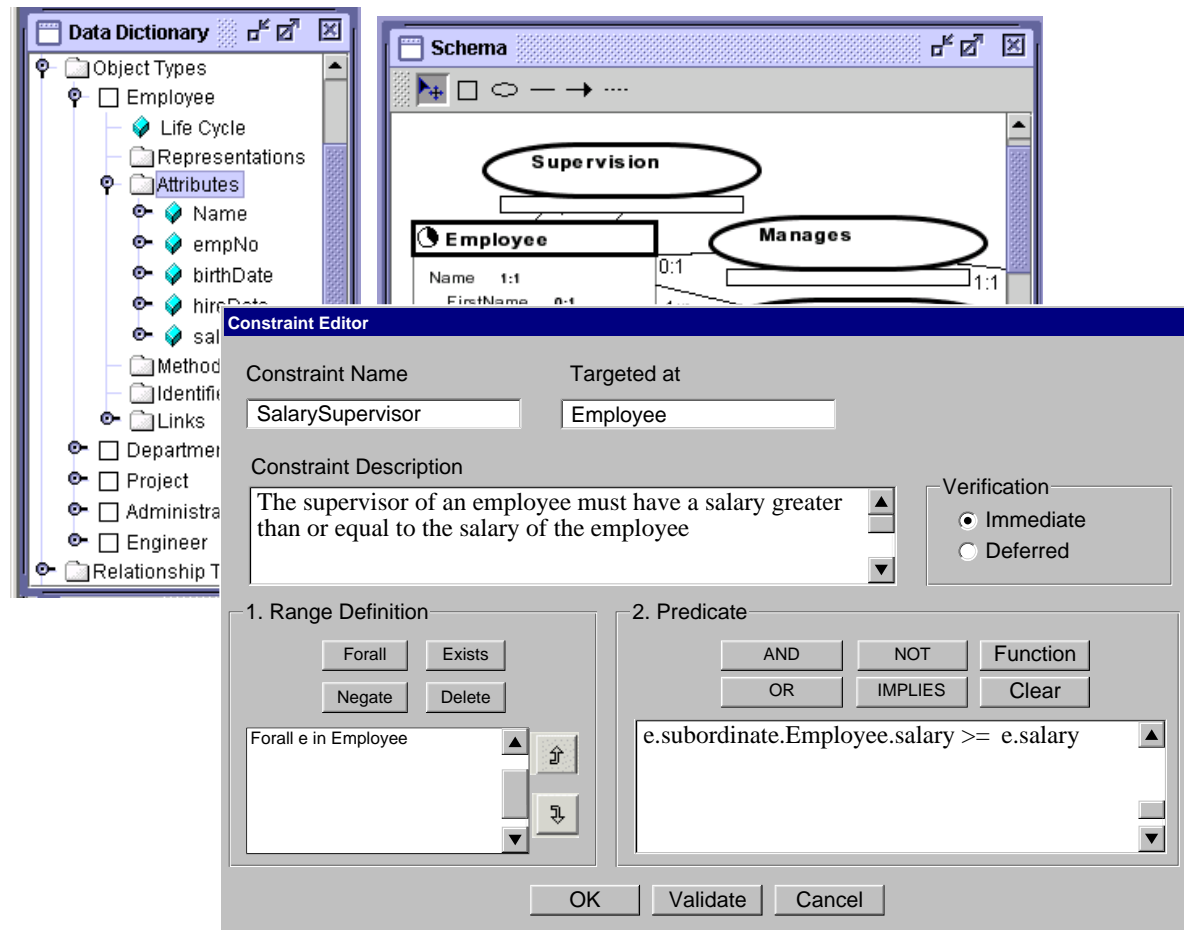 Data Dictionary
Object Types
Employee
Life Cycle
Representations
Attributes
Name
empNo
birthDate
Links
Project
Engineer
Schema
Supervision
Employee
Name 1:1
FirstName 0:1
Manages
0:1
1:1
Constraint Editor
Constraint Name
SalarySupervisor
Targeted at
Employee
Constraint Description
The supervisor of an employee must have a salary greater
than or equal to the salary of the employee
Verification
Immediate
Deferred
1. Range Definition
Forall Exists
Negate Delete
Forall e in Employee
2. Predicate
AND NOT Function
OR IMPLIES Clear
e.subordinate.Employee.salary >= e.salary
OK Validate Cancel